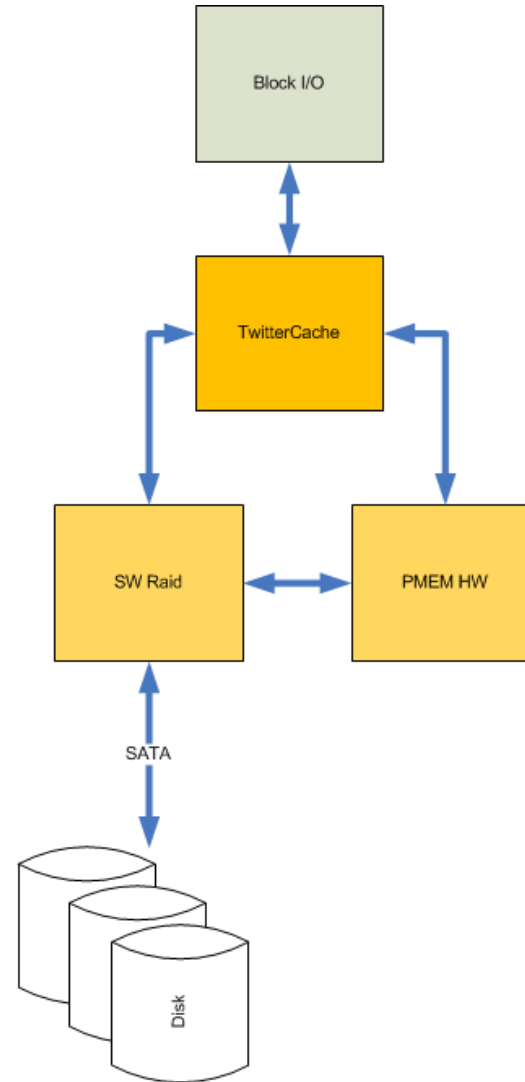 Block I/O
TwitterCache
SW Raid
PMEM HW
SATA
Disk